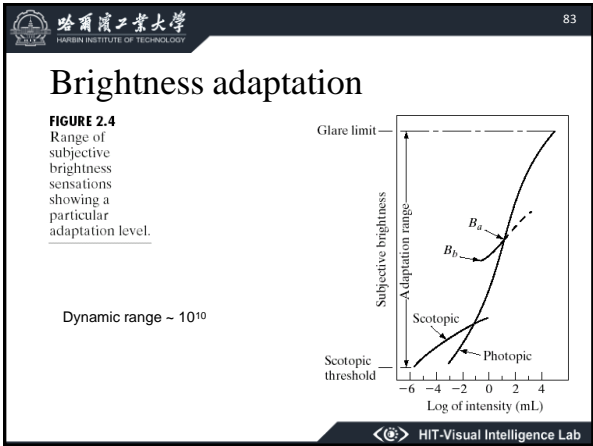 哈爾濱工業大學
HARBIN INSTITUTE OF TECHNOLOGY
83
Brightness adaptation
FIGURE 2.4
Range of
subjective
brightness
sensations
showing a
particular
adaptation level.
Dynamic range ~ 10¹⁰
Glare limit
Subjective brightness
Adaptation range
Bₐ
B_b
Scotopic
Photopic
Scotopic
threshold
−6 −4 −2 0 2 4
Log of intensity (mL)
HIT-Visual Intelligence Lab